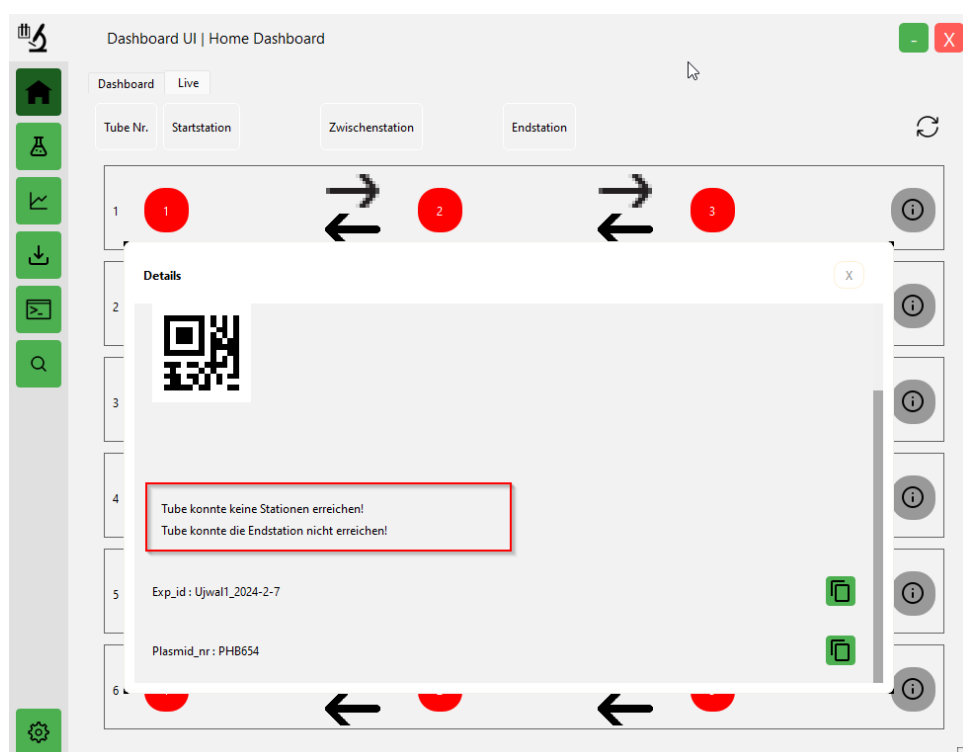 Dashboard UI | Home Dashboard
- X
Dashboard Live
Tube Nr. Startstation Zwischenstation Endstation
1 1 2 3
Details X
2
3
4
Tube konnte keine Stationen erreichen!
Tube konnte die Endstation nicht erreichen!
5 Exp_id : Ujwal1_2024-2-7
Plasmid_nr : PHB654
6